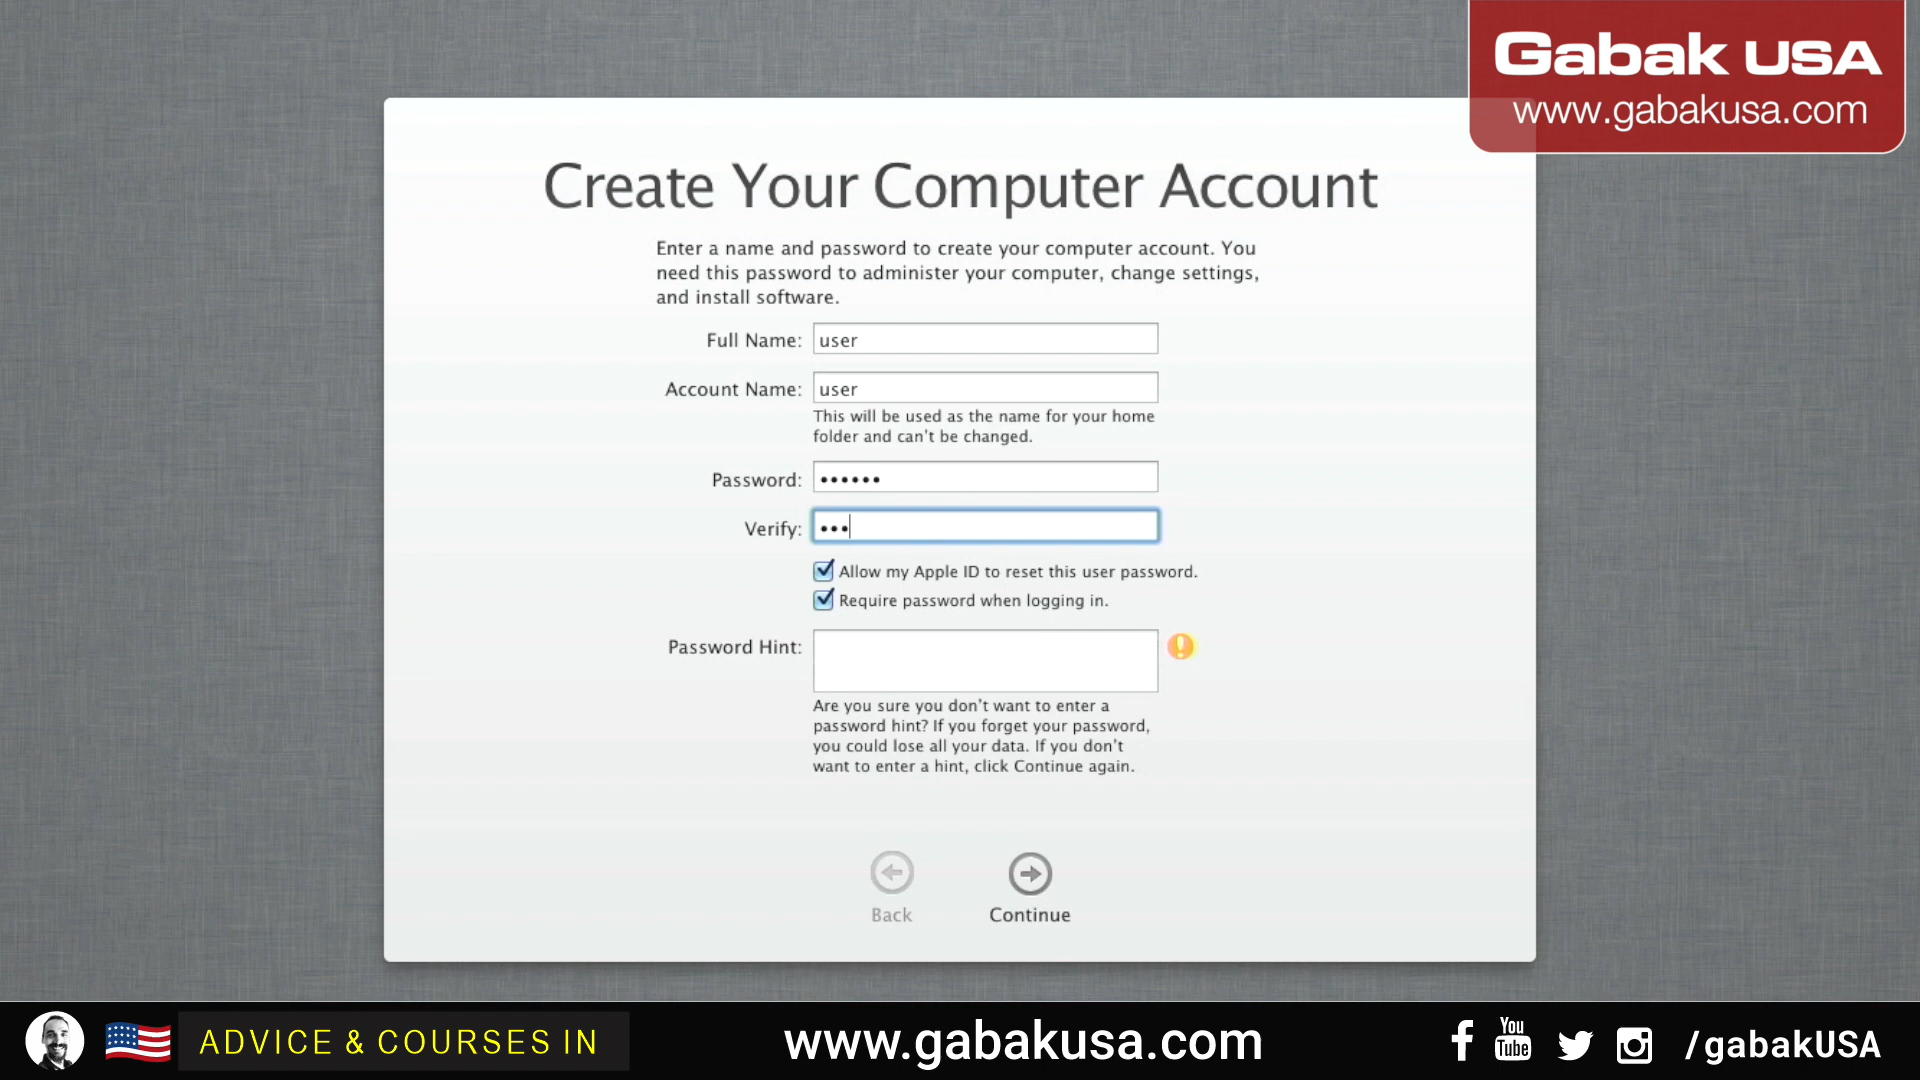 Gabak USA
www.gabakusa.com
Create Your Computer Account
Enter a name and password to create your computer account. You
need this password to administer your computer, change settings,
and install software.
Full Name: user
Account Name: user
This will be used as the name for your home
folder and can't be changed.
Password: ••••••
Verify: •••
Allow my Apple ID to reset this user password.
Require password when logging in.
Password Hint:
Are you sure you don't want to enter a
password hint? If you forget your password,
you could lose all your data. If you don't
want to enter a hint, click Continue again.
Back Continue
ADVICE & COURSES IN www.gabakusa.com You Tube /gabakUSA